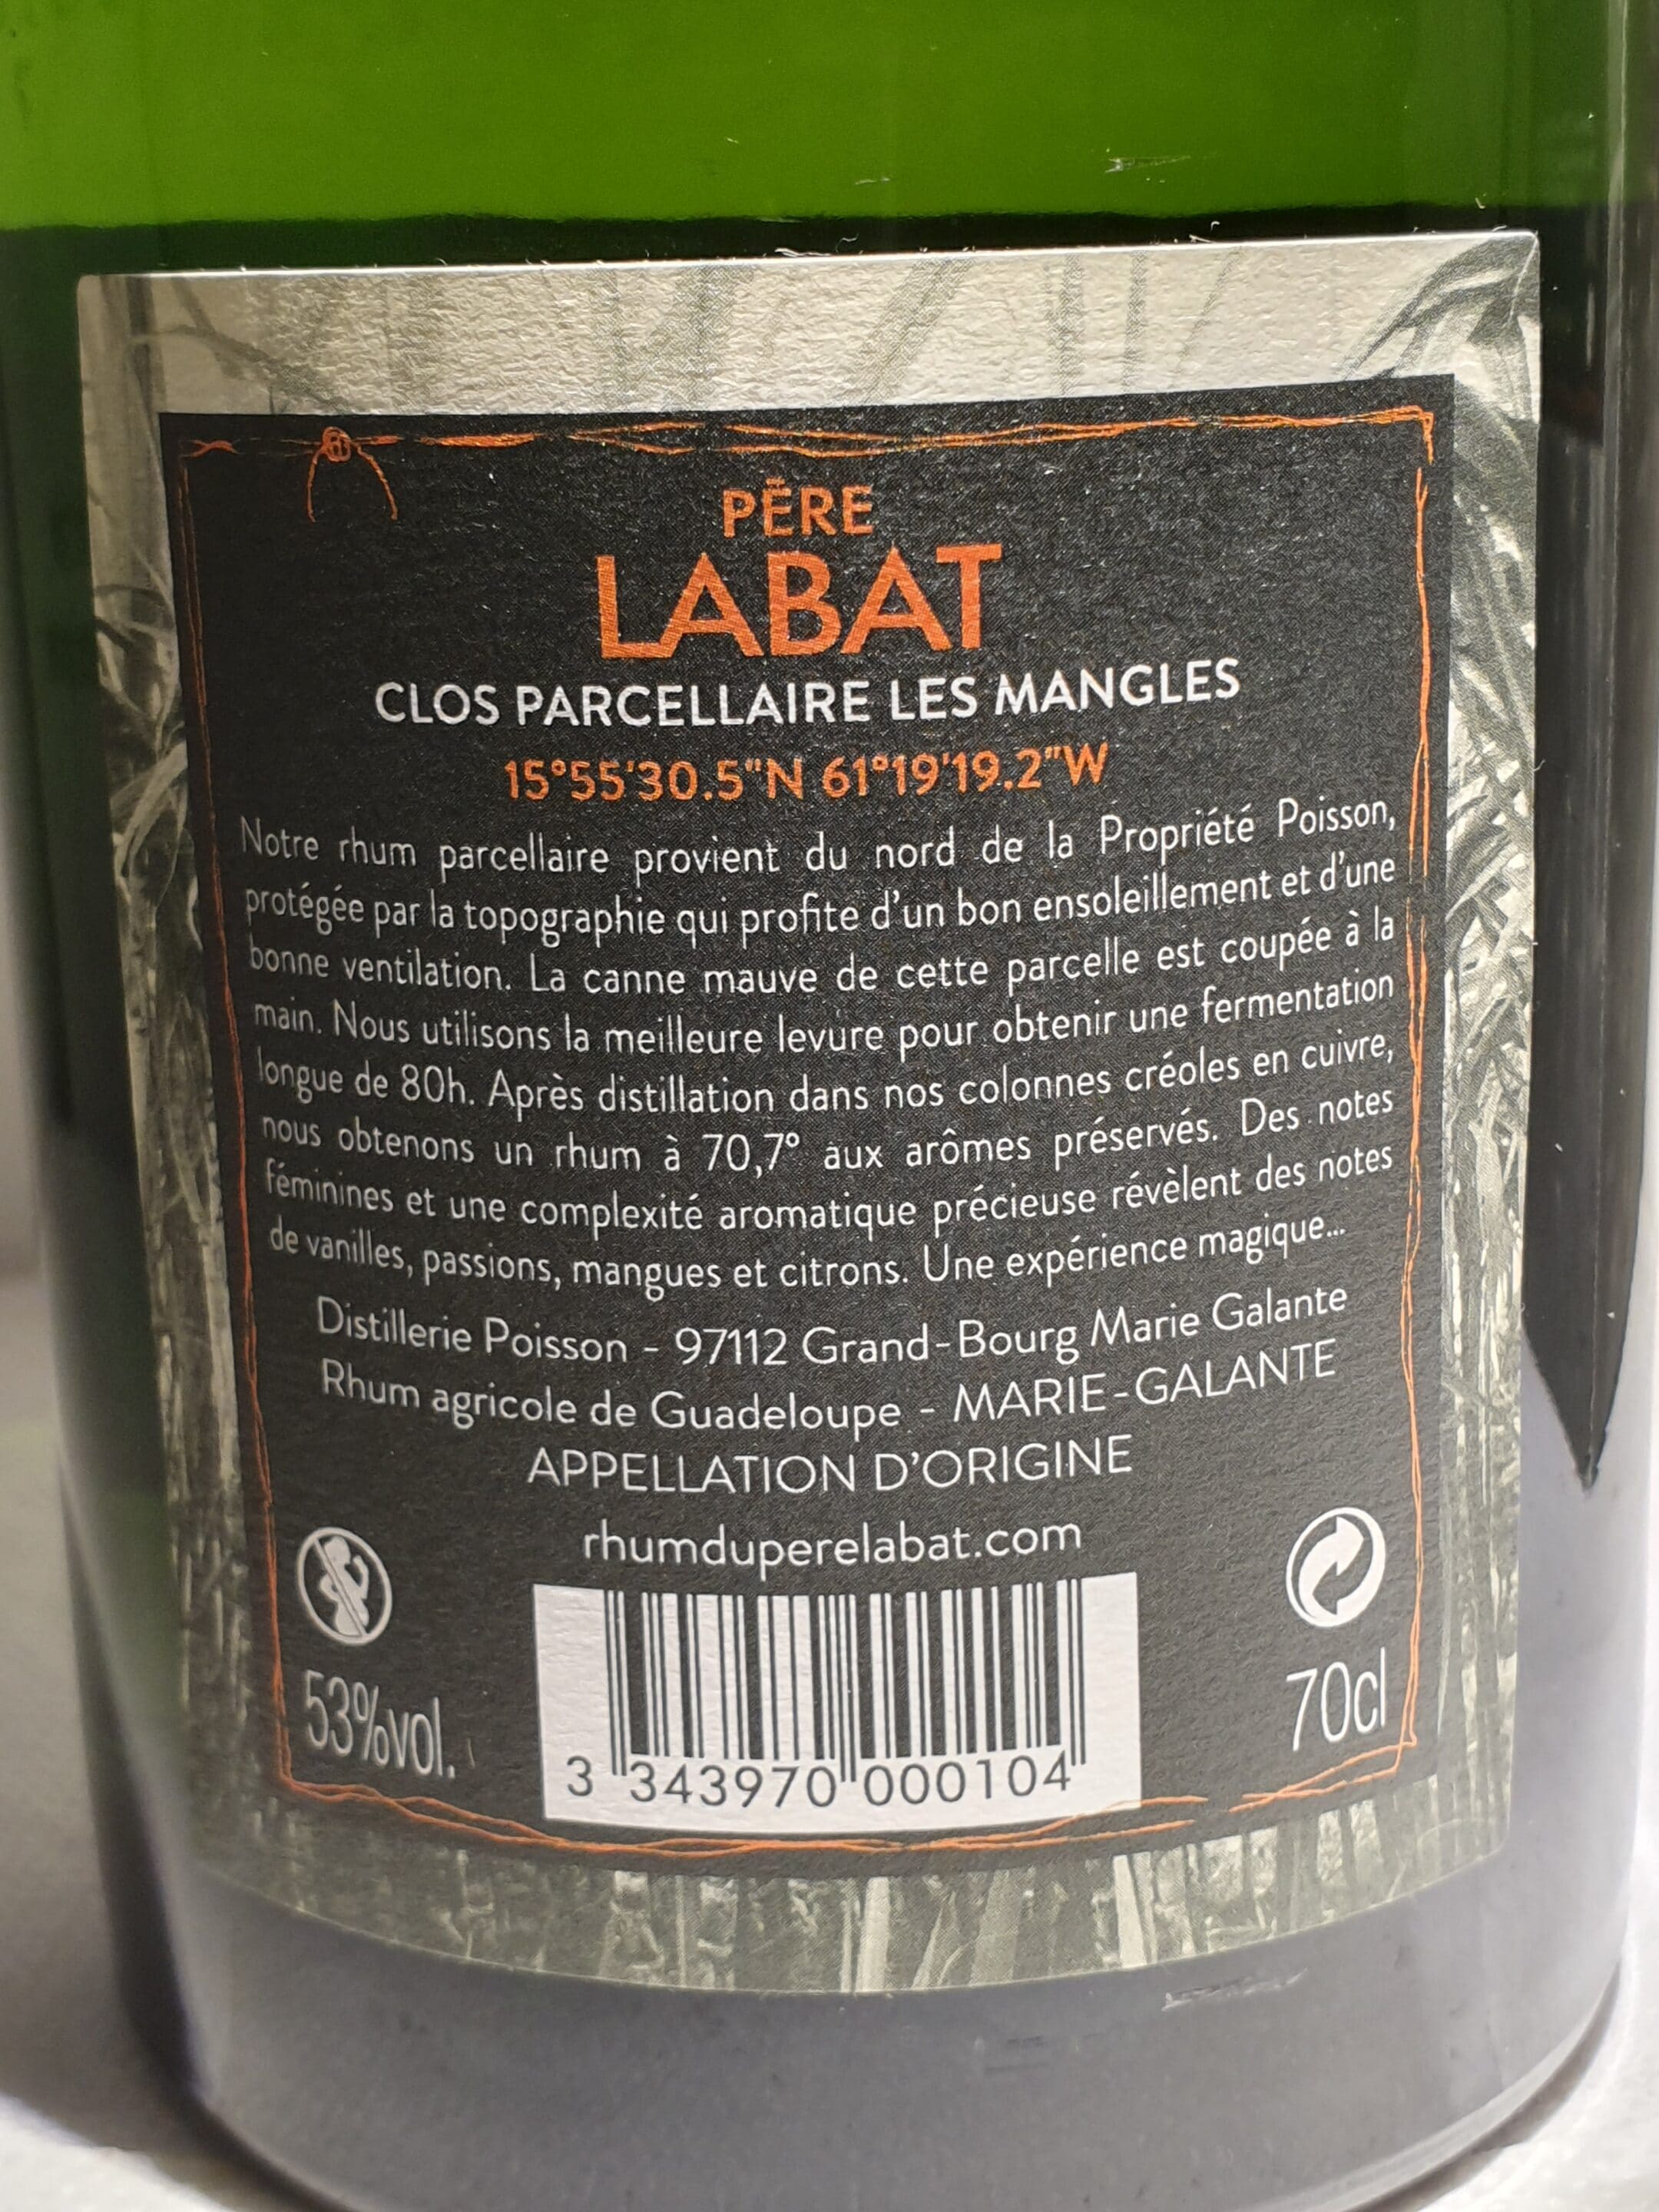 PÈRE
LABAT
CLOS PARCELLAIRE LES MANGLES
15°55'30.5"N 61°19'19.2"W
Notre rhum parcellaire provient du nord de la Propriété Poisson,
protégée par la topographie qui profite d'un bon ensoleillement et d'une
bonne ventilation. La canne mauve de cette parcelle est coupée à la
main. Nous utilisons la meilleure levure pour obtenir une fermentation
longue de 80h. Après distillation dans nos colonnes créoles en cuivre,
nous obtenons un rhum à 70,7° aux arômes préservés. Des notes
féminines et une complexité aromatique précieuse révèlent des notes
de vanilles, passions, mangues et citrons. Une expérience magique...
Distillerie Poisson - 97112 Grand-Bourg Marie Galante
Rhum agricole de Guadeloupe - MARIE-GALANTE
APPELLATION D'ORIGINE
rhumduperelabat.com
53%vol.
3 343970 000104
70cl